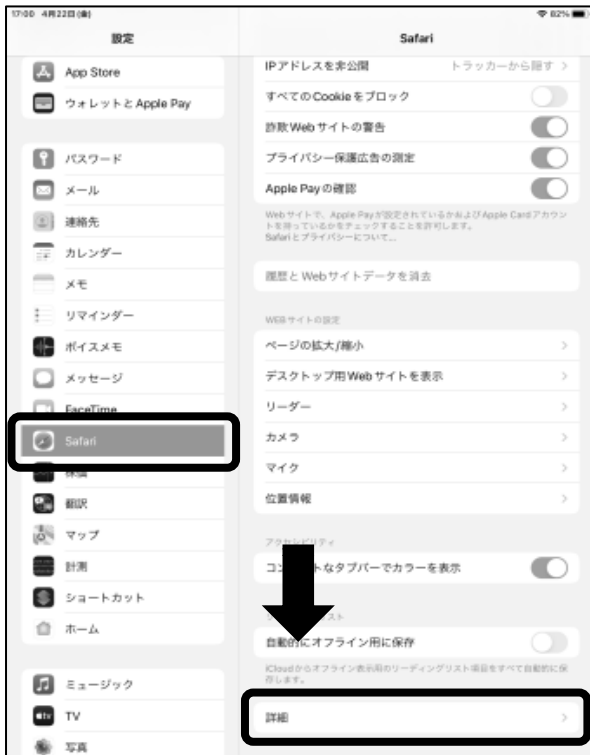 17:00 4月22日(金)
82%
設定
App Store
ウォレットと Apple Pay
パスワード
メール
連絡先
カレンダー
メモ
リマインダー
ボイスメモ
メッセージ
FaceTime
Safari
株価
翻訳
マップ
計測
ショートカット
ホーム
ミュージック
TV
写真
Safari
IPアドレスを非公開 トラッカーから隠す
すべてのCookieをブロック
詐欺Webサイトの警告
プライバシー保護広告の測定
Apple Payの確認
Webサイトで、Apple Payが設定されているかおよびApple Cardアカウン
トを持っているかをチェックすることを許可します。
Safariとプライバシーについて...
履歴とWebサイトデータを消去
WEBサイトの設定
ページの拡大/縮小
デスクトップ用Webサイトを表示
リーダー
カメラ
マイク
位置情報
アクセシビリティ
コン トなタブバーでカラーを表示
スト
自動的にオフライン用に保存
iCloudからオフライン表示用のリーディングリスト項目をすべて自動的に保
存します。
詳細